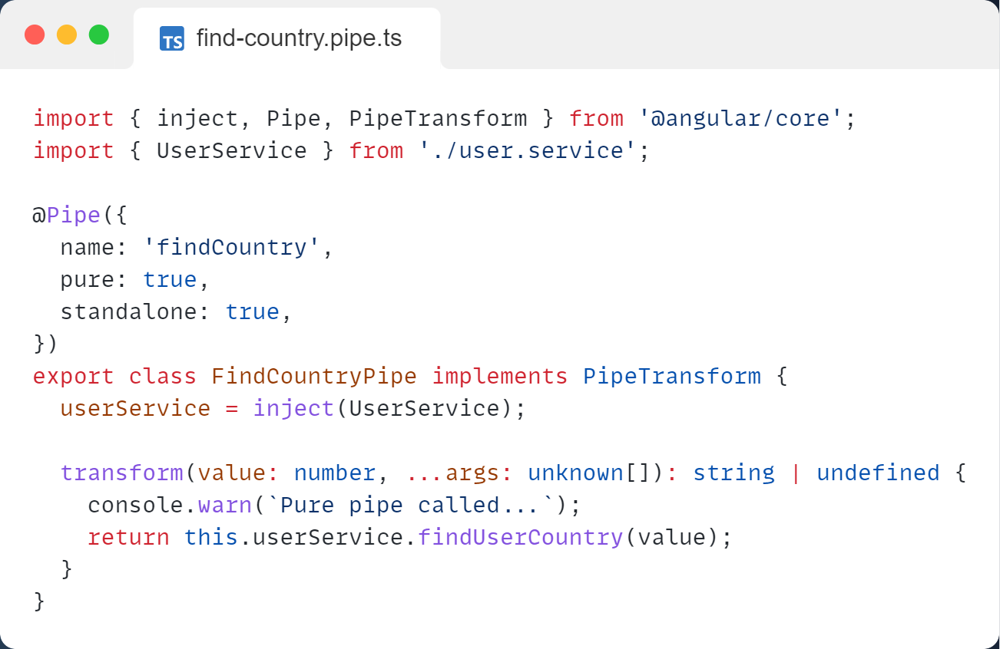 TS find-country.pipe.ts
import { inject, Pipe, PipeTransform } from '@angular/core';
import { UserService } from './user.service';
@Pipe({
  name: 'findCountry',
  pure: true,
  standalone: true,
})
export class FindCountryPipe implements PipeTransform {
  userService = inject(UserService);
  transform(value: number, ...args: unknown[]): string | undefined {
    console.warn(`Pure pipe called...`);
    return this.userService.findUserCountry(value);
  }
}